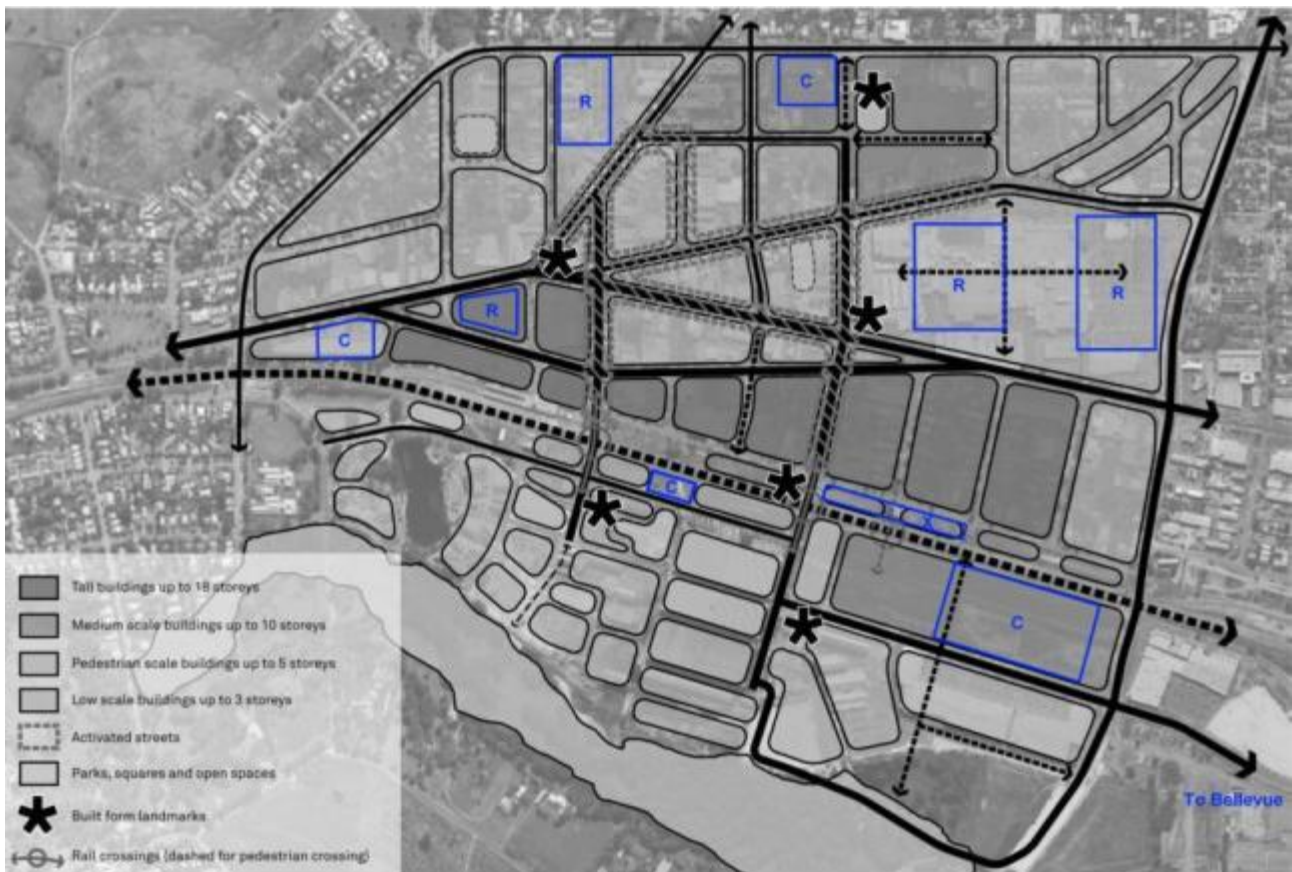 R
C
R
R
R
C
C
C
Tall buildings up to 18 storeys
Medium scale buildings up to 10 storeys
Pedestrian scale buildings up to 5 storeys
Low scale buildings up to 3 storeys
Activated streets
Parks, squares and open spaces
Built form landmarks
Rail crossings (dashed for pedestrian crossing)
To Bellevue